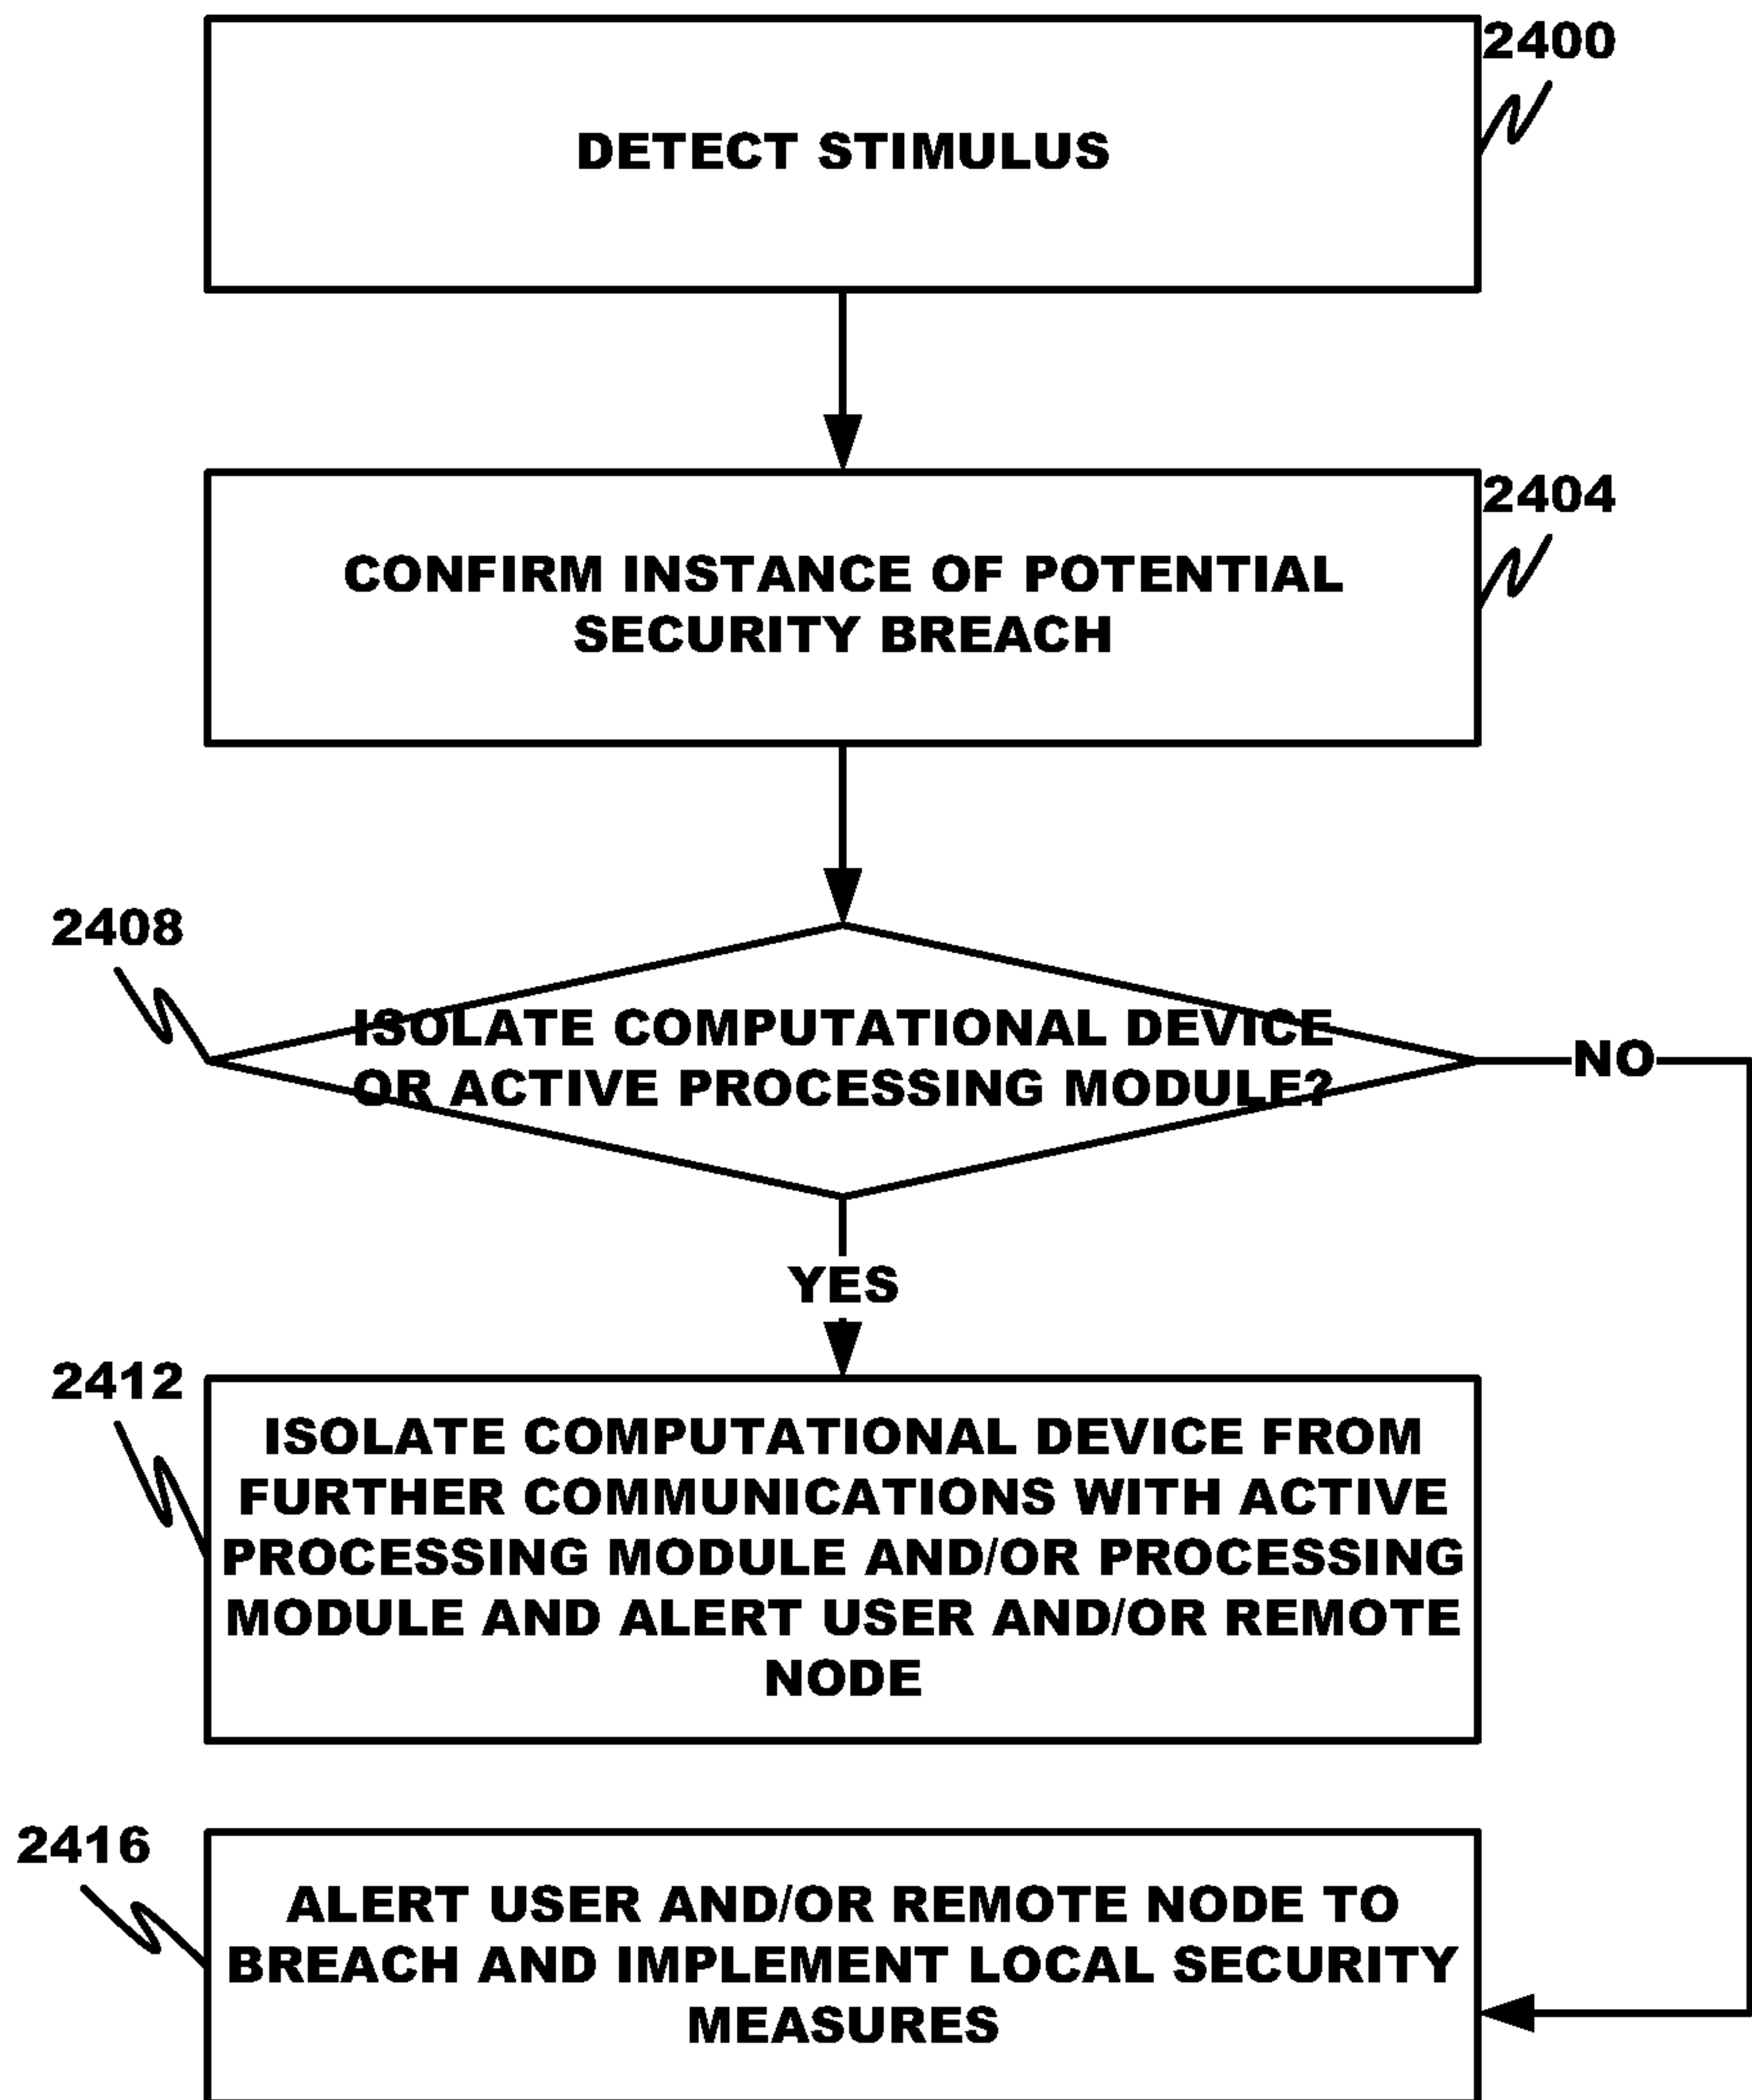 2400
DETECT STIMULUS
2404
CONFIRM INSTANCE OF POTENTIAL
SECURITY BREACH
2408
ISOLATE COMPUTATIONAL DEVICE
OR ACTIVE PROCESSING MODULE?
NO
YES
2412
ISOLATE COMPUTATIONAL DEVICE FROM
FURTHER COMMUNICATIONS WITH ACTIVE
PROCESSING MODULE AND/OR PROCESSING
MODULE AND ALERT USER AND/OR REMOTE
NODE
2416
ALERT USER AND/OR REMOTE NODE TO
BREACH AND IMPLEMENT LOCAL SECURITY
MEASURES